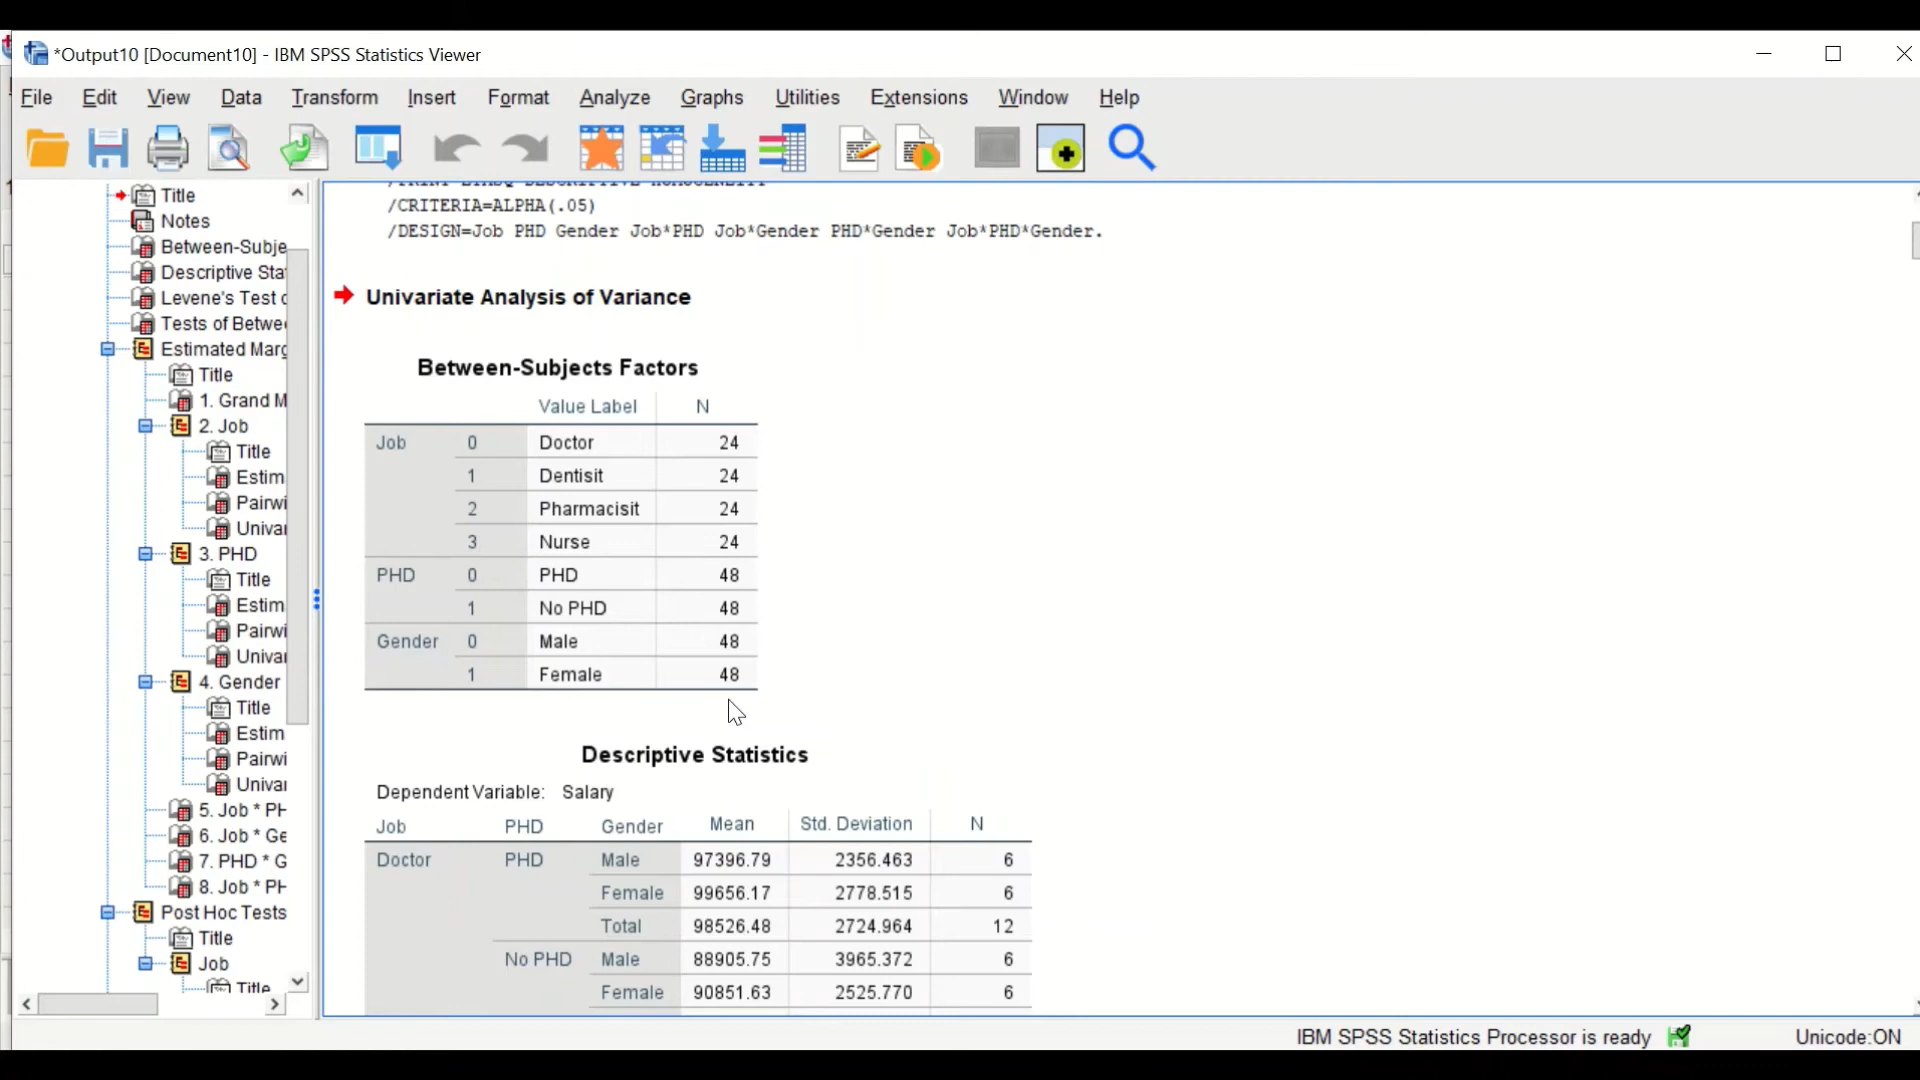 *Output10 [Document10] - IBM SPSS Statistics Viewer
File Edit View Data Transform Insert Format Analyze Graphs Utilities Extensions Window Help
Title
Notes
Between-Subje
Descriptive Sta
Levene's Test
Tests of Betwe
Estimated Marg
Title
1. Grand M
2. Job
Title
Estim
Pairwi
Univar
3. PHD
Title
Estim
Pairwi
Univar
4. Gender
Title
Estim
Pairwi
Univar
5. Job * PH
6. Job * Ge
7. PHD * G
8. Job * PH
Post Hoc Tests
Title
Job
Title
/PRINT ETASQ DESCRIPTIVE HOMOGENEITY
/CRITERIA=ALPHA(.05)
/DESIGN=Job PHD Gender Job*PHD Job*Gender PHD*Gender Job*PHD*Gender.
Univariate Analysis of Variance
Between-Subjects Factors
Value Label N
Job 0 Doctor 24
1 Dentisit 24
2 Pharmacisit 24
3 Nurse 24
PHD 0 PHD 48
1 No PHD 48
Gender 0 Male 48
1 Female 48
Descriptive Statistics
Dependent Variable: Salary
Job PHD Gender Mean Std. Deviation N
Doctor PHD Male 97396.79 2356.463 6
Female 99656.17 2778.515 6
Total 98526.48 2724.964 12
No PHD Male 88905.75 3965.372 6
Female 90851.63 2525.770 6
IBM SPSS Statistics Processor is ready Unicode:ON